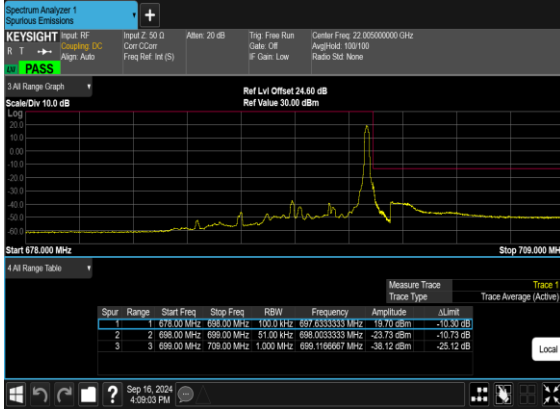 Spectrum Analyzer 1
Spurious Emissions
+
KEYSIGHT Input: RF Input Z: 50 Ω Atten: 20 dB Trig: Free Run Center Freq: 22.005000000 GHz
R T Coupling: DC Corr CCorr Gate: Off Avg|Hold: 100/100
Align: Auto Freq Ref: Int (S) IF Gain: Low Radio Std: None
PASS
3 All Range Graph
Ref Lvl Offset 24.60 dB
Scale/Div 10.0 dB Ref Value 30.00 dBm
Log
20.0
10.0
0.00
-10.0
-20.0
-30.0
-40.0
-50.0
-60.0
Start 678.000 MHz Stop 709.000 MH
4 All Range Table
Measure Trace Trace 1
Trace Type Trace Average (Active)
Spur Range Start Freq Stop Freq RBW Frequency Amplitude ΔLimit
1 1 678.00 MHz 698.00 MHz 100.0 kHz 697.6333333 MHz 19.70 dBm -10.30 dB
2 2 698.00 MHz 699.00 MHz 51.00 kHz 698.0033333 MHz -23.73 dBm -10.73 dB
3 3 699.00 MHz 709.00 MHz 1.000 MHz 699.1166667 MHz -38.12 dBm -25.12 dB
Local
? Sep 16, 2024
4:09:03 PM